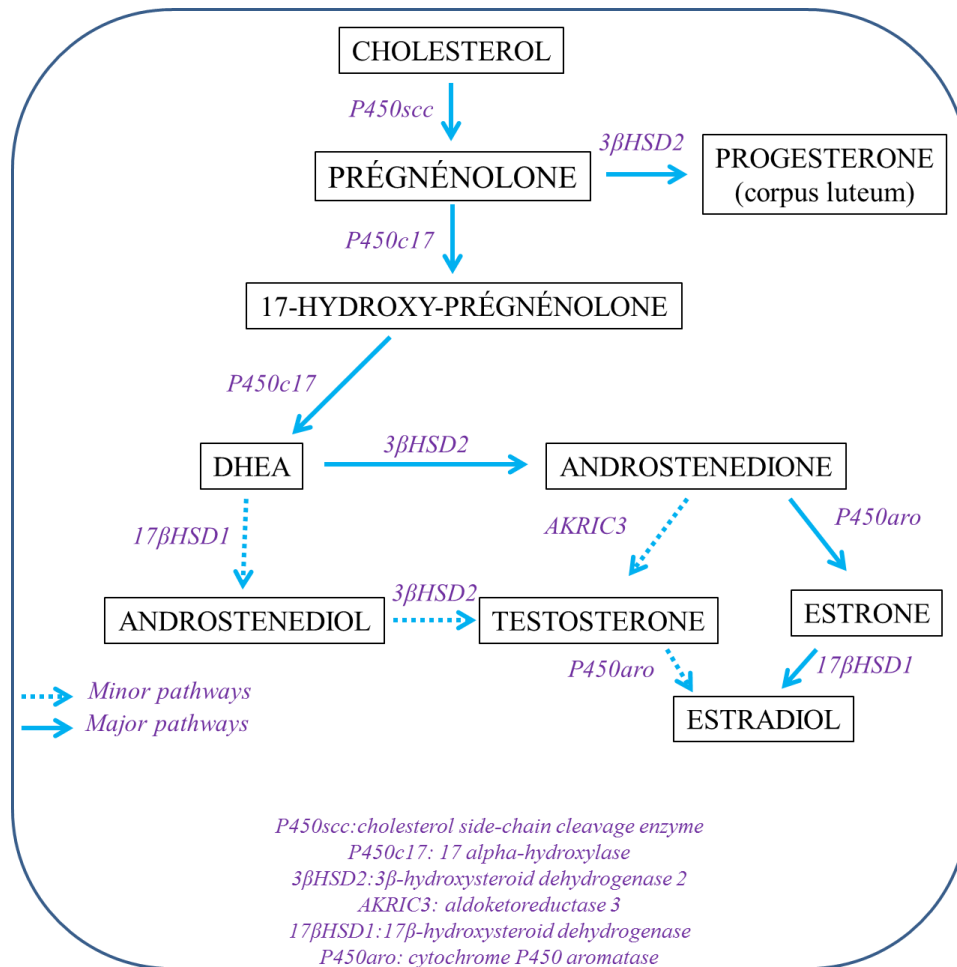 CHOLESTEROL
P450scc
3βHSD2
PRÉGNÉNOLONE
PROGESTERONE
(corpus luteum)
P450c17
17-HYDROXY-PRÉGNÉNOLONE
P450c17
3βHSD2
DHEA
ANDROSTENEDIONE
17βHSD1
AKRIC3
P450aro
3βHSD2
ANDROSTENEDIOL
TESTOSTERONE
ESTRONE
P450aro
17βHSD1
Minor pathways
ESTRADIOL
Major pathways
P450scc:cholesterol side-chain cleavage enzyme
P450c17: 17 alpha-hydroxylase
3βHSD2:3β-hydroxysteroid dehydrogenase 2
AKRIC3: aldoketoreductase 3
17βHSD1:17β-hydroxysteroid dehydrogenase
P450aro: cytochrome P450 aromatase